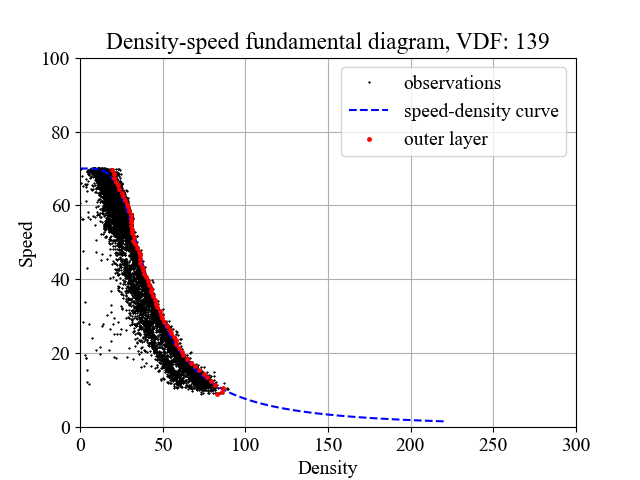 Density-speed fundamental diagram, VDF: 139
observations
speed-density curve
outer layer
100
80
60
40
20
0
Speed
0 50 100 150 200 250 300
Density